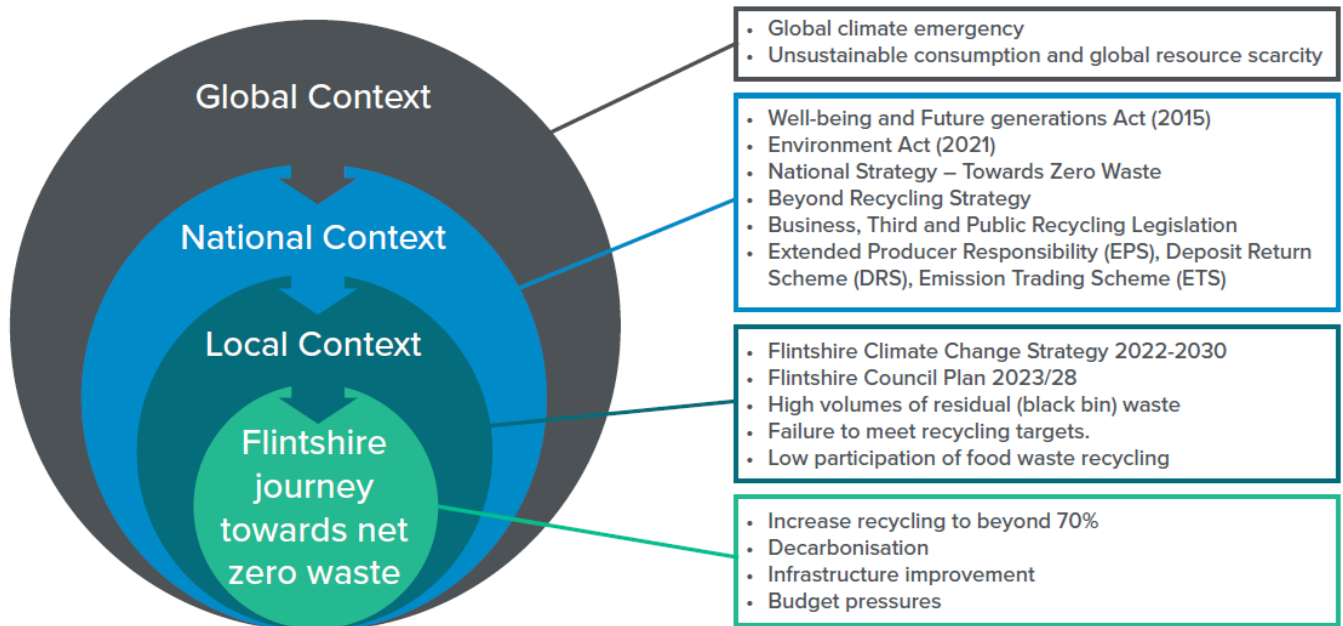 Global Context
National Context
Local Context
Flintshire
journey
towards net
zero waste
• Global climate emergency
• Unsustainable consumption and global resource scarcity
• Well-being and Future generations Act (2015)
• Environment Act (2021)
• National Strategy – Towards Zero Waste
• Beyond Recycling Strategy
• Business, Third and Public Recycling Legislation
• Extended Producer Responsibility (EPS), Deposit Return
Scheme (DRS), Emission Trading Scheme (ETS)
• Flintshire Climate Change Strategy 2022-2030
• Flintshire Council Plan 2023/28
• High volumes of residual (black bin) waste
• Failure to meet recycling targets.
• Low participation of food waste recycling
• Increase recycling to beyond 70%
• Decarbonisation
• Infrastructure improvement
• Budget pressures